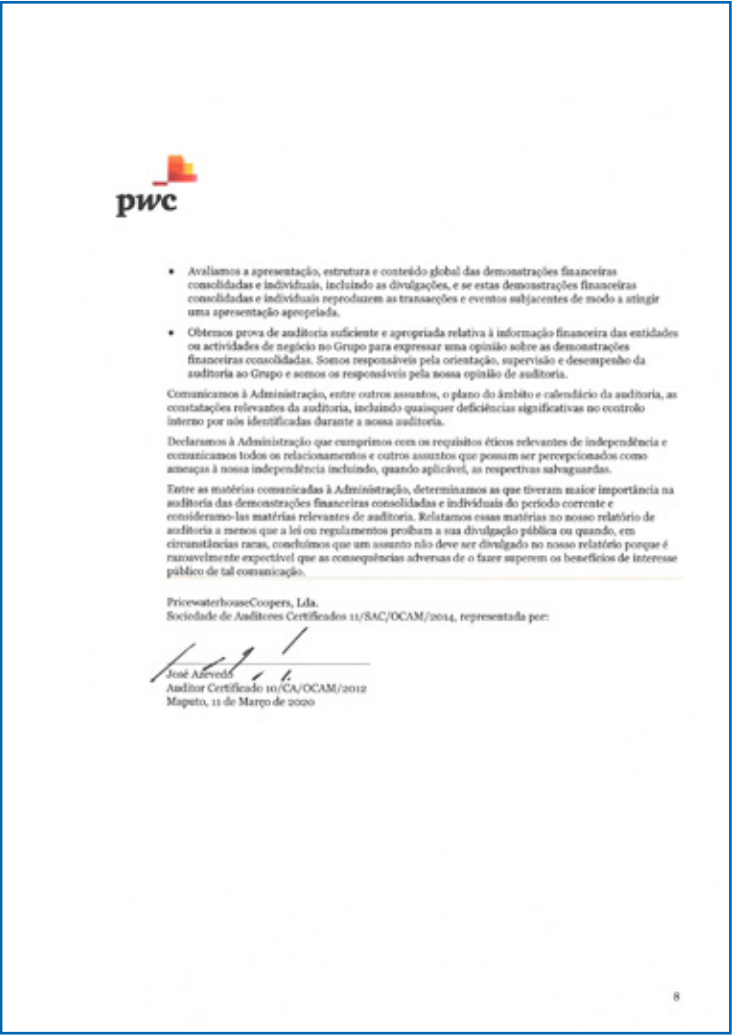 pwc
• Avaliamos a apresentação, estrutura e conteúdo global das demonstrações financeiras
consolidadas e individuais, incluindo as divulgações, e se estas demonstrações financeiras
consolidadas e individuais reproduzem as transacções e eventos subjacentes de modo a atingir
uma apresentação apropriada.
• Obtemos prova de auditoria suficiente e apropriada relativa à informação financeira das entidades
ou actividades de negócio no Grupo para expressar uma opinião sobre as demonstrações
financeiras consolidadas. Somos responsáveis pela orientação, supervisão e desempenho da
auditoria ao Grupo e somos os responsáveis pela nossa opinião de auditoria.
Comunicamos à Administração, entre outros assuntos, o plano do âmbito e calendário da auditoria, as
constatações relevantes da auditoria, incluindo quaisquer deficiências significativas no controlo
interno por nós identificadas durante a nossa auditoria.
Declaramos à Administração que cumprimos com os requisitos éticos relevantes de independência e
comunicamos todos os relacionamentos e outros assuntos que possam ser percepcionados como
ameaças à nossa independência incluindo, quando aplicável, as respectivas salvaguardas.
Entre as matérias comunicadas à Administração, determinamos as que tiveram maior importância na
auditoria das demonstrações financeiras consolidadas e individuais do período corrente e
consideramo-las matérias relevantes de auditoria. Relatamos essas matérias no nosso relatório de
auditoria a menos que a lei ou regulamentos proíbam a sua divulgação pública ou quando, em
circunstâncias raras, concluímos que um assunto não deve ser divulgado no nosso relatório porque é
razoavelmente expectável que as consequências adversas de o fazer superem os benefícios de interesse
público de tal comunicação.
PricewaterhouseCoopers, Lda.
Sociedade de Auditores Certificados 11/SAC/OCAM/2014, representada por:
José Azevedo
Auditor Certificado 10/CA/OCAM/2012
Maputo, 11 de Março de 2020
8